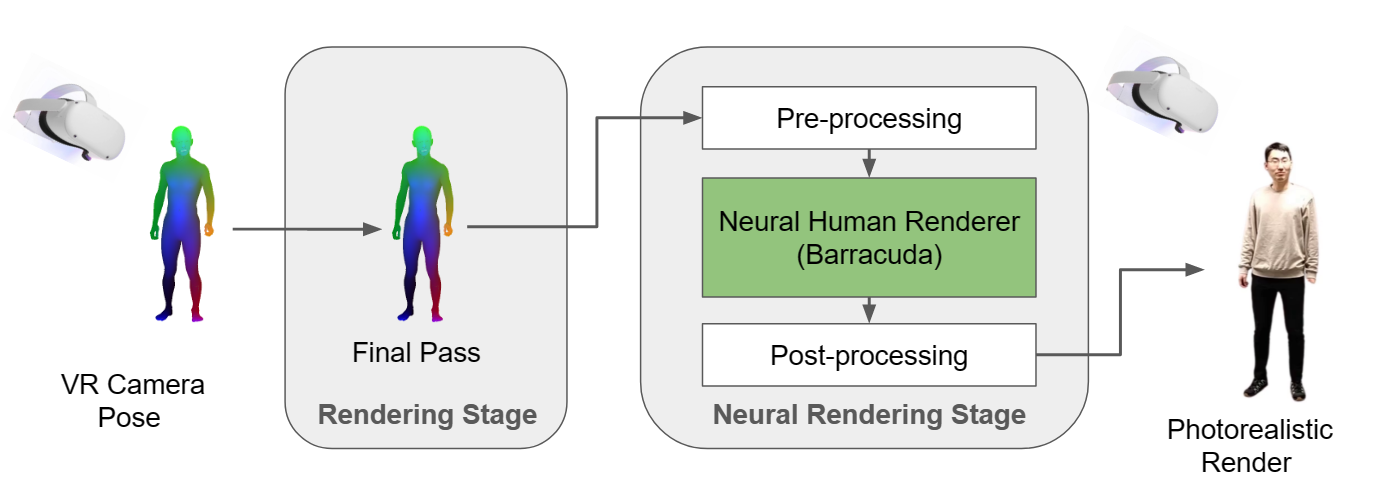 VR Camera
Pose
Final Pass
Rendering Stage
Pre-processing
Neural Human Renderer
(Barracuda)
Post-processing
Neural Rendering Stage
Photorealistic
Render